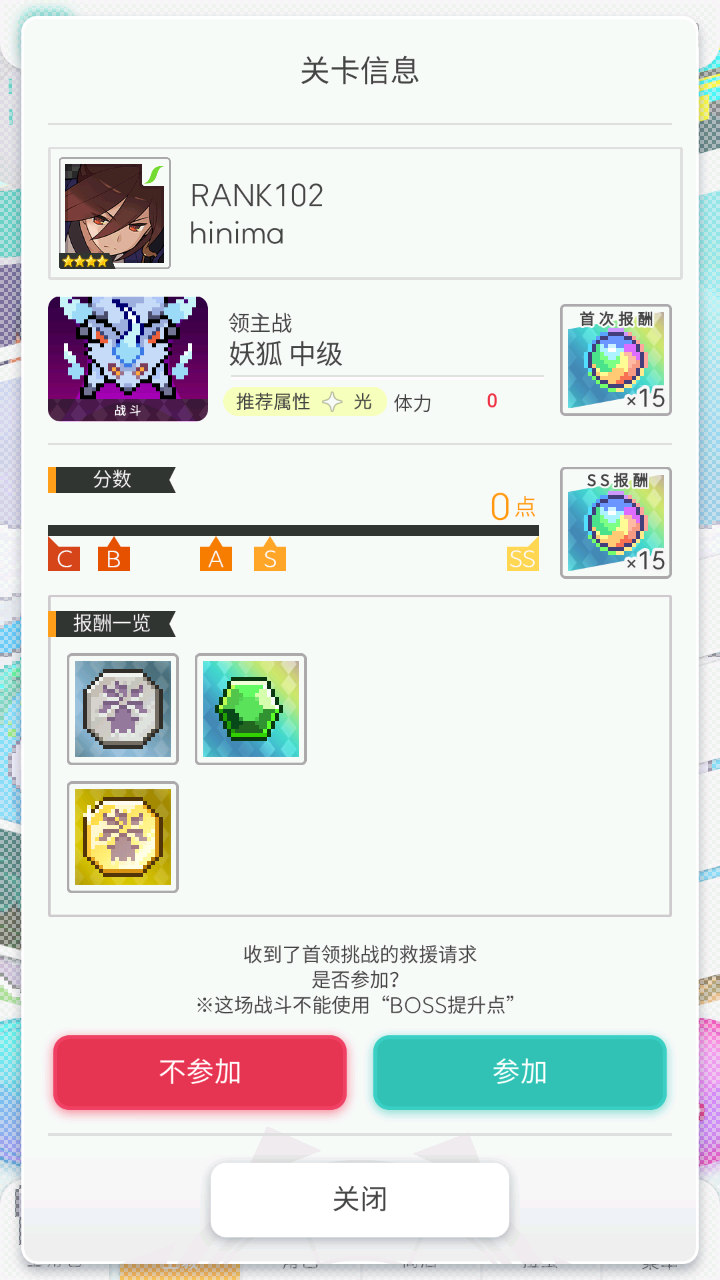 关卡信息
RANK102
hinima
领主战
妖狐 中级
战斗
推荐属性 光 体力 0
首次报酬
×15
分数
0点
C B A S SS
SS报酬
×15
报酬一览
收到了首领挑战的救援请求
是否参加?
※这场战斗不能使用“BOSS提升点”
不参加
参加
关闭